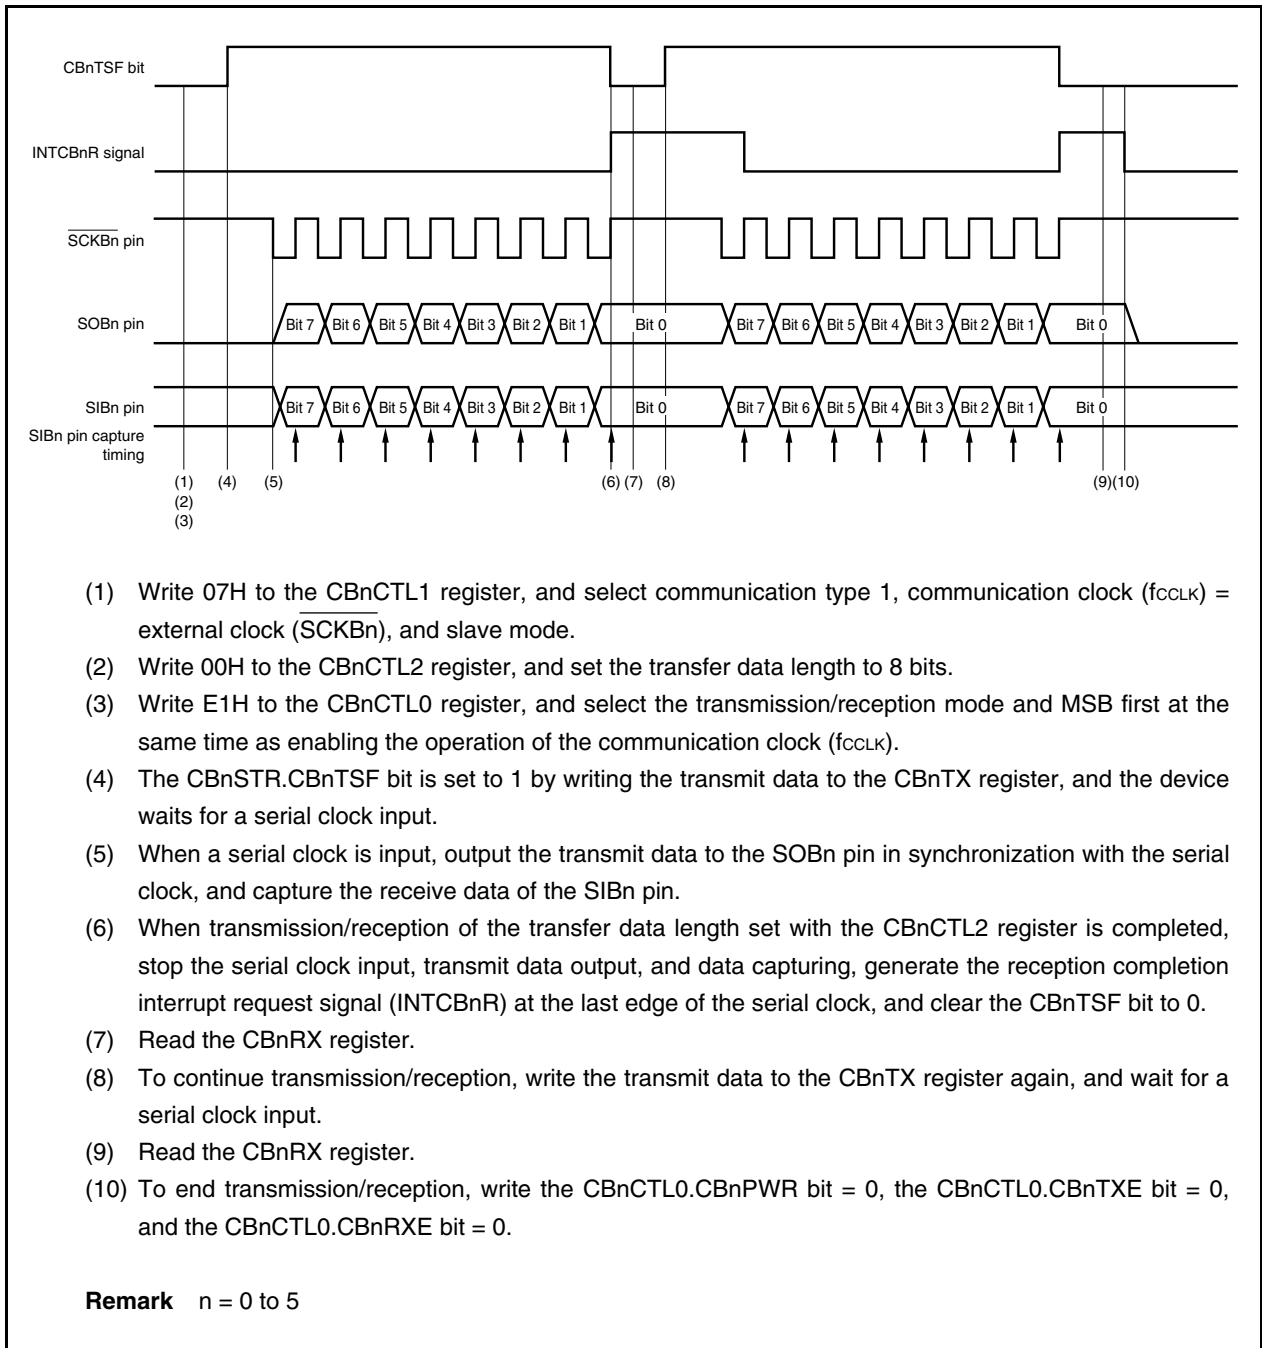 CBnTSF bit
INTCBnR signal
SCKBn pin
SOBn pin
Bit 7 Bit 6 Bit 5 Bit 4 Bit 3 Bit 2 Bit 1 Bit 0 Bit 7 Bit 6 Bit 5 Bit 4 Bit 3 Bit 2 Bit 1 Bit 0
SIBn pin
Bit 7 Bit 6 Bit 5 Bit 4 Bit 3 Bit 2 Bit 1 Bit 0 Bit 7 Bit 6 Bit 5 Bit 4 Bit 3 Bit 2 Bit 1 Bit 0
SIBn pin capture
timing
(1) (4) (5) (6) (7) (8) (9) (10)
(2)
(3)
(1) Write 07H to the CBnCTL1 register, and select communication type 1, communication clock (fCCLK) =
external clock (SCKBn), and slave mode.
(2) Write 00H to the CBnCTL2 register, and set the transfer data length to 8 bits.
(3) Write E1H to the CBnCTL0 register, and select the transmission/reception mode and MSB first at the
same time as enabling the operation of the communication clock (fCCLK).
(4) The CBnSTR.CBnTSF bit is set to 1 by writing the transmit data to the CBnTX register, and the device
waits for a serial clock input.
(5) When a serial clock is input, output the transmit data to the SOBn pin in synchronization with the serial
clock, and capture the receive data of the SIBn pin.
(6) When transmission/reception of the transfer data length set with the CBnCTL2 register is completed,
stop the serial clock input, transmit data output, and data capturing, generate the reception completion
interrupt request signal (INTCBnR) at the last edge of the serial clock, and clear the CBnTSF bit to 0.
(7) Read the CBnRX register.
(8) To continue transmission/reception, write the transmit data to the CBnTX register again, and wait for a
serial clock input.
(9) Read the CBnRX register.
(10) To end transmission/reception, write the CBnCTL0.CBnPWR bit = 0, the CBnCTL0.CBnTXE bit = 0,
and the CBnCTL0.CBnRXE bit = 0.
Remark n = 0 to 5